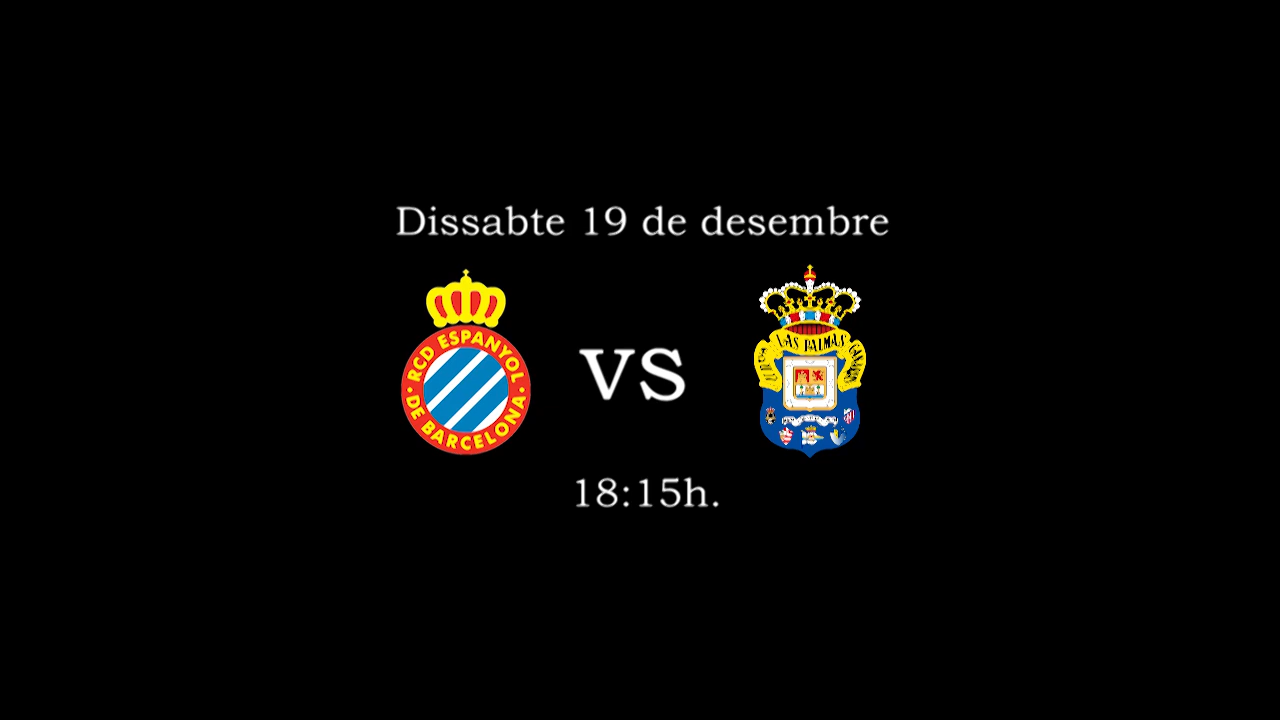 Dissabte 19 de desembre
RCD ESPANYOL
DE BARCELONA
vs
LAS PALMAS
18:15h.